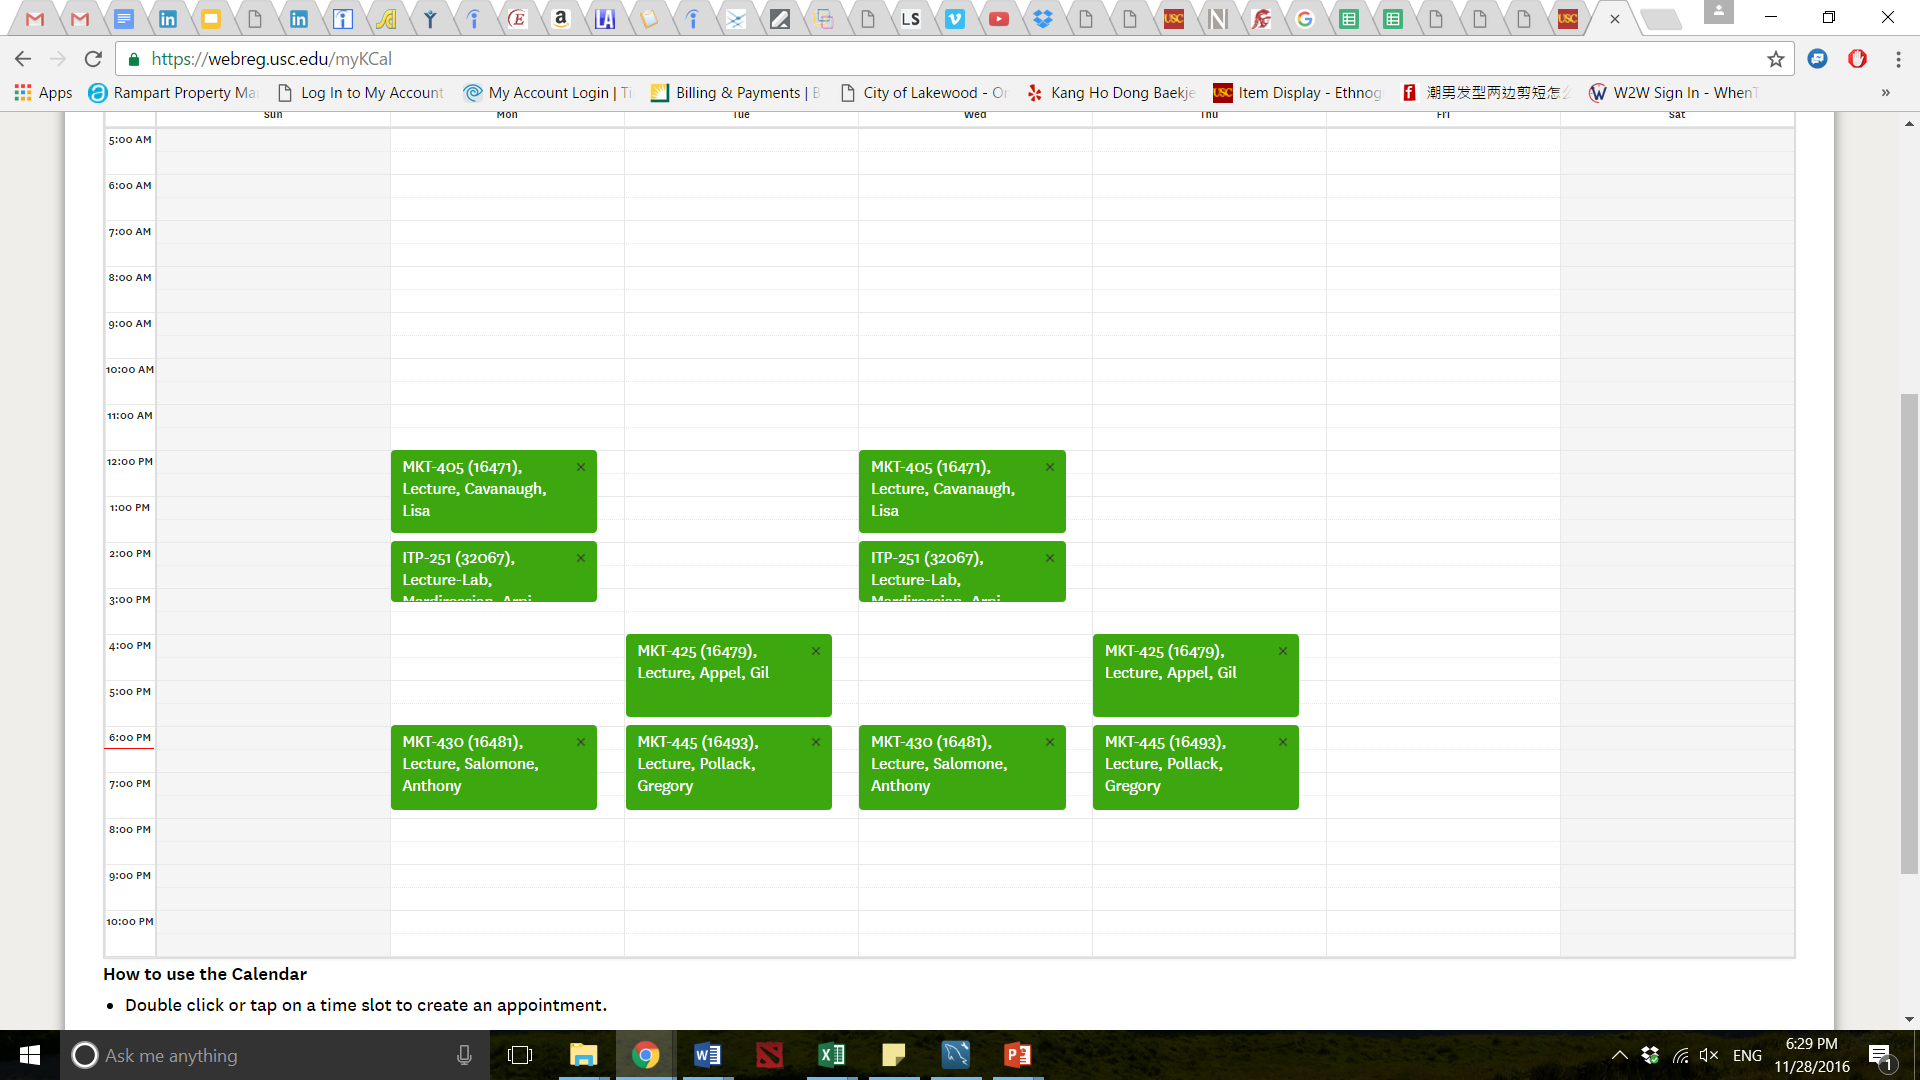 https://webreg.usc.edu/myKCal
Apps
Rampart Property Ma
Log In to My Account
My Account Login | Ti
Billing & Payments | B
City of Lakewood - Or
Kang Ho Dong Baekje
USC
Item Display - Ethnog
潮男发型两边剪短怎么
W2W Sign In - WhenT
»
Sun Mon Tue Wed Thu Fri Sat
5:00 AM
6:00 AM
7:00 AM
8:00 AM
9:00 AM
10:00 AM
11:00 AM
12:00 PM
1:00 PM
2:00 PM
3:00 PM
4:00 PM
5:00 PM
6:00 PM
7:00 PM
8:00 PM
9:00 PM
10:00 PM
MKT-405 (16471),
Lecture, Cavanaugh,
Lisa
MKT-405 (16471),
Lecture, Cavanaugh,
Lisa
ITP-251 (32067),
Lecture-Lab,
Mardirossian, Arpi
ITP-251 (32067),
Lecture-Lab,
Mardirossian, Arpi
MKT-425 (16479),
Lecture, Appel, Gil
MKT-425 (16479),
Lecture, Appel, Gil
MKT-430 (16481),
Lecture, Salomone,
Anthony
MKT-445 (16493),
Lecture, Pollack,
Gregory
MKT-430 (16481),
Lecture, Salomone,
Anthony
MKT-445 (16493),
Lecture, Pollack,
Gregory
How to use the Calendar
• Double click or tap on a time slot to create an appointment.
Ask me anything
ENG
6:29 PM
11/28/2016
1